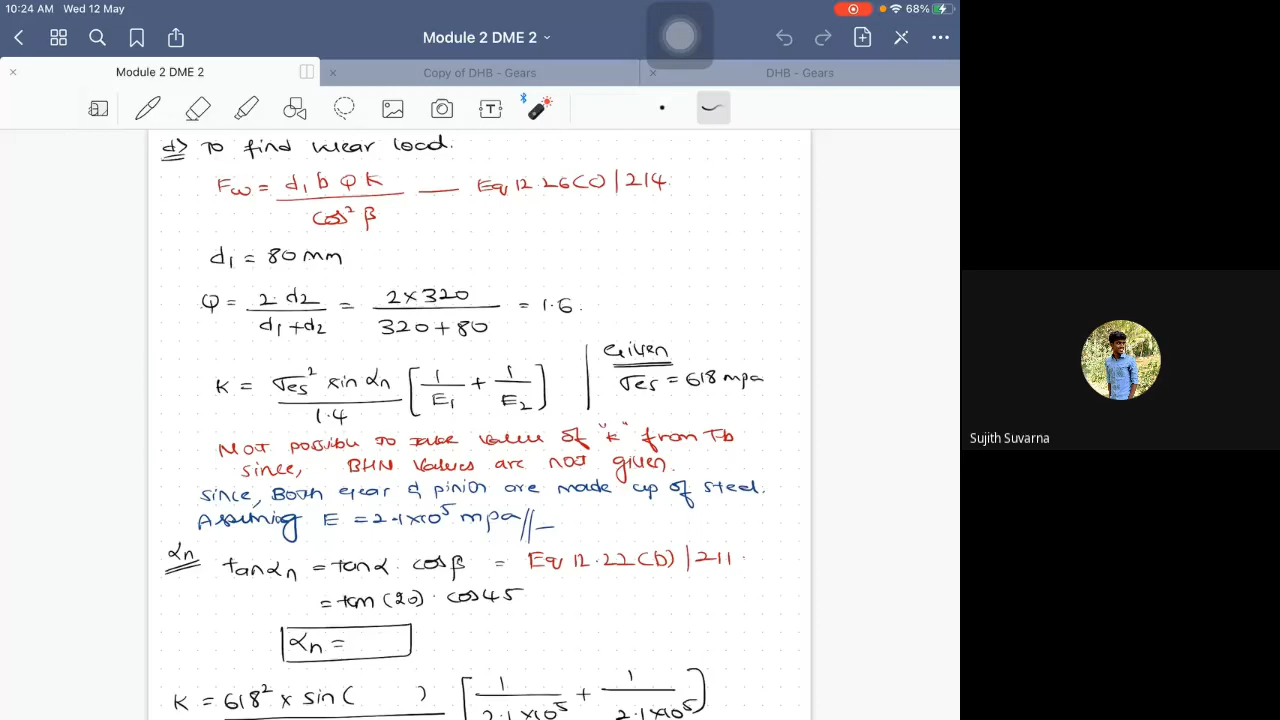 10:24 AM Wed 12 May
68%
Module 2 DME 2
Module 2 DME 2
Copy of DHB - Gears
DHB - Gears
d> To find wear load.
Fω = d1 b Q K / cos² β — Eq 12.26(C) | 214
d1 = 80 mm
Q = 2·d2 / d1+d2 = 2×320 / 320+80 = 1.6.
K = σes² sin αn / 1.4 [1/E1 + 1/E2]
Given
σes = 618 mpa
Not possible to take value of "k" from Tb
since, BHN values are not given.
since, Both gear & pinion are made up of steel.
Assuming E = 2.1×10⁵ mpa//
αn
tan αn = tan α · cos β = Eq 12.22(b) | 211
= tan (20) · cos 45
αn =
K = 618² × sin ( ) [1 / 2.1×10⁵ + 1 / 2.1×10⁵]
Sujith Suvarna